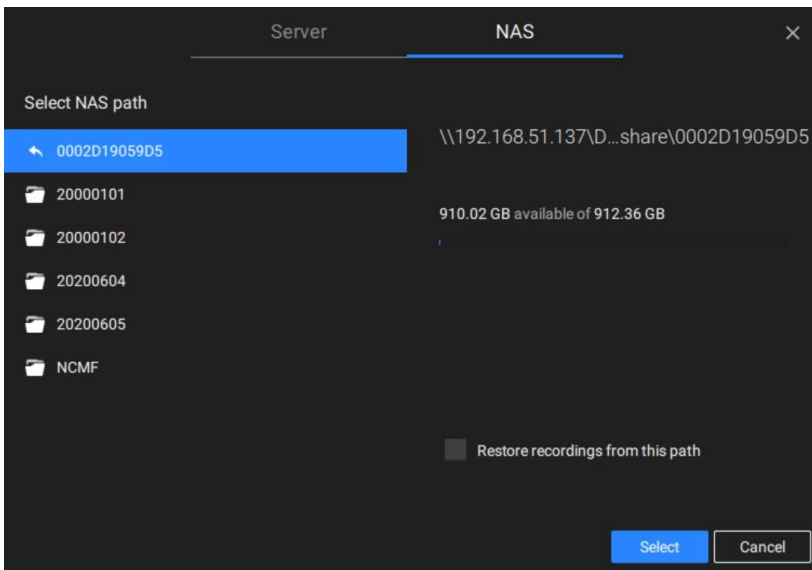 Server
NAS
Select NAS path
0002D19059D5
20000101
20000102
20200604
20200605
NCMF
\\192.168.51.137\D...share\0002D19059D5
910.02 GB available of 912.36 GB
Restore recordings from this path
Select
Cancel